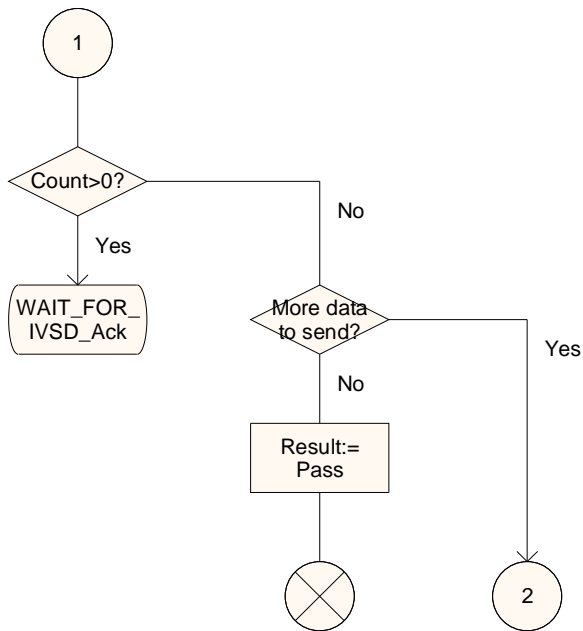 1
Count>0?
No
Yes
WAIT_FOR_
IVSD_Ack
More data
to send?
Yes
No
Result:=
Pass
2